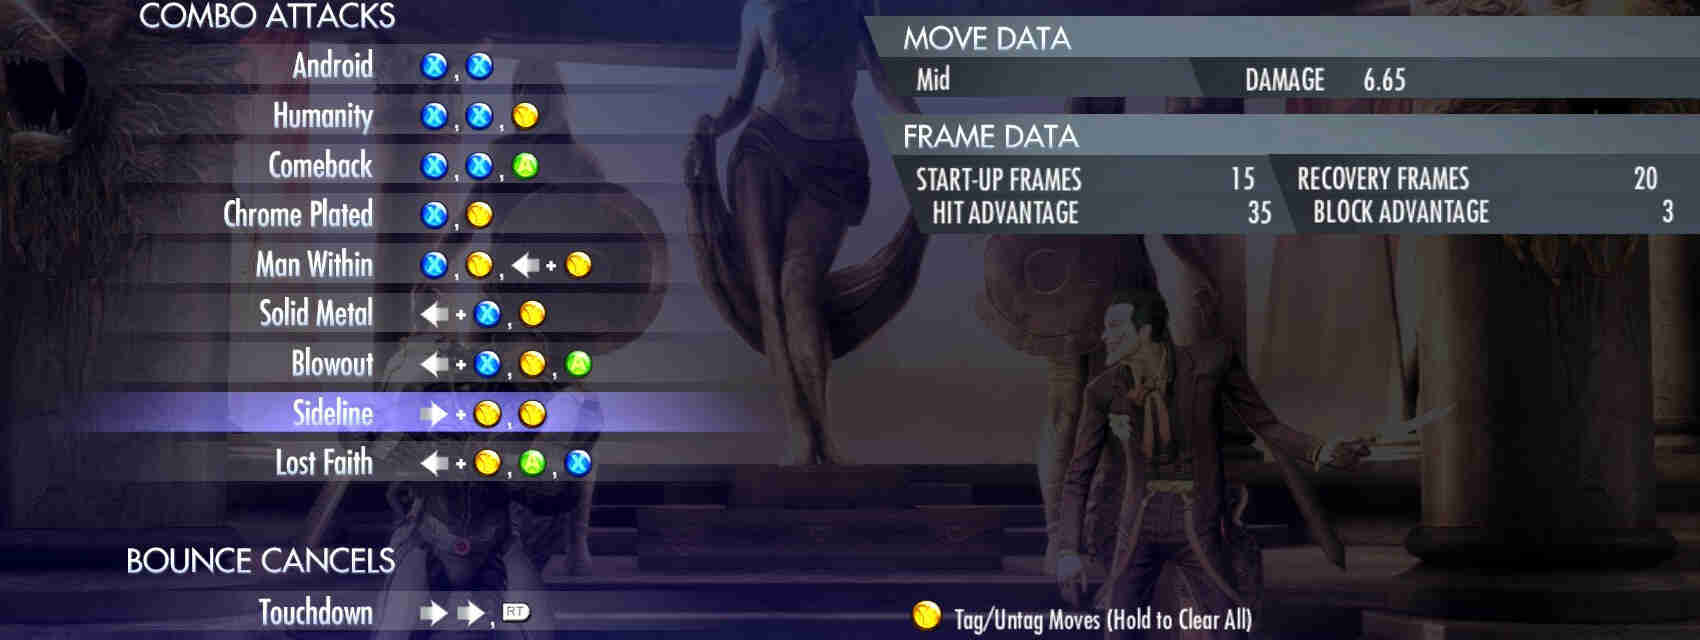 COMBO ATTACKS
Android X, X
Humanity X, X, Y
Comeback X, X, A
Chrome Plated X, Y
Man Within X, Y, + Y
Solid Metal + X, Y
Blowout + X, Y, A
Sideline + Y, Y
Lost Faith + Y, A, X
BOUNCE CANCELS
Touchdown , RT
MOVE DATA
Mid DAMAGE 6.65
FRAME DATA
START-UP FRAMES 15 RECOVERY FRAMES 20
HIT ADVANTAGE 35 BLOCK ADVANTAGE 3
Y Tag/Untag Moves (Hold to Clear All)